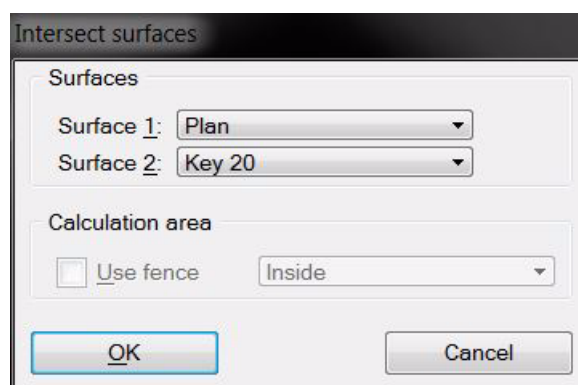 Intersect surfaces
Surfaces
Surface 1: Plan
Surface 2: Key 20
Calculation area
Use fence Inside
OK Cancel